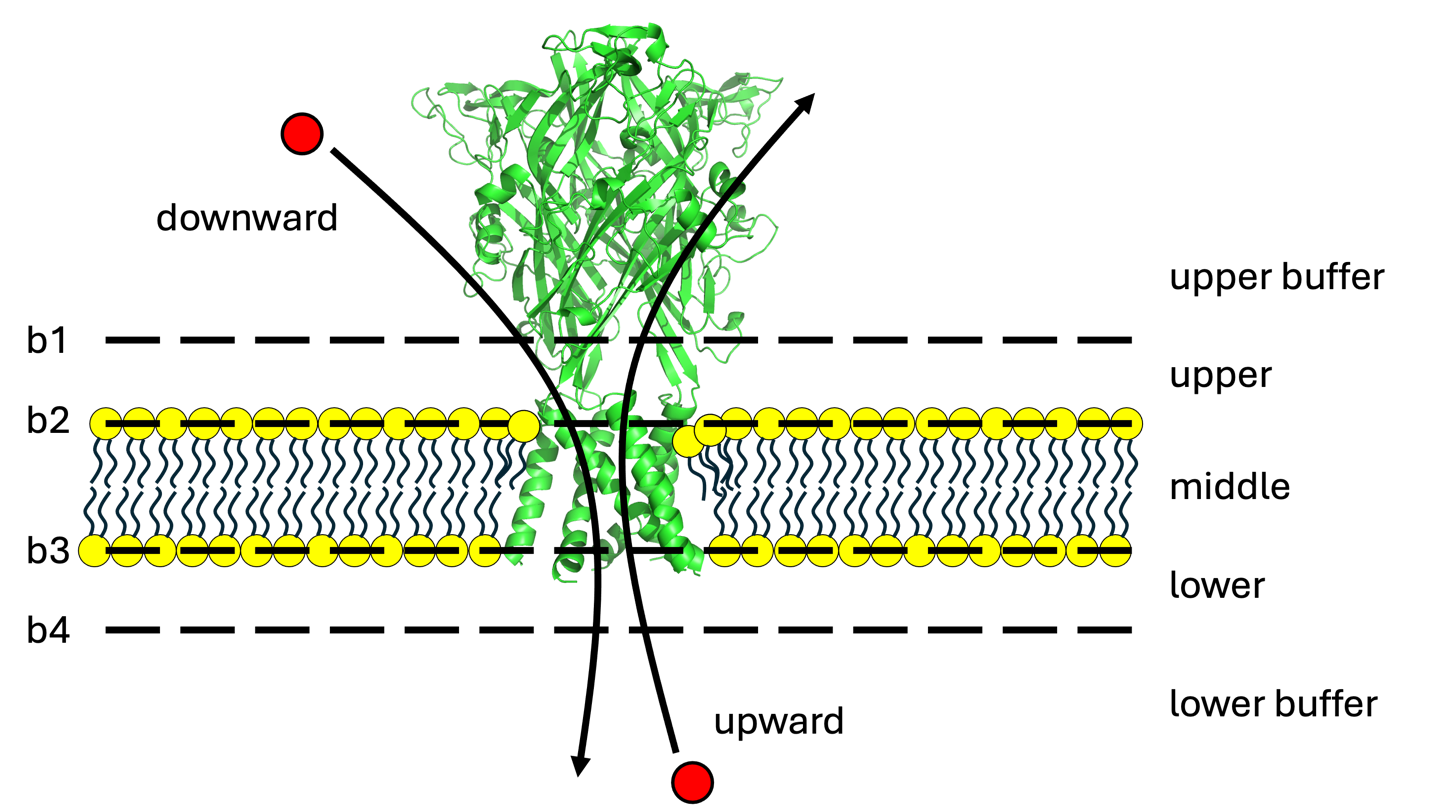 downward
upper buffer
b1
upper
b2
middle
b3
lower
b4
lower buffer
upward